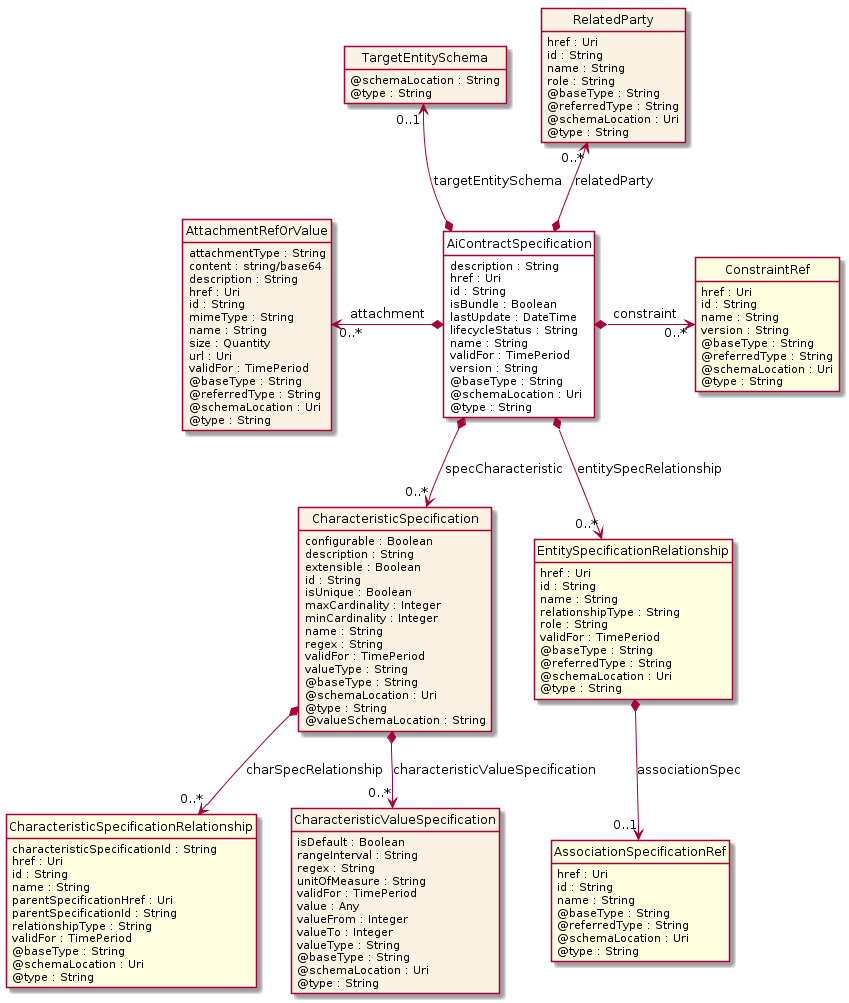 RelatedParty
href : Uri
id : String
name : String
role : String
@baseType : String
@referredType : String
@schemaLocation : Uri
@type : String
TargetEntitySchema
@schemaLocation : String
@type : String
0..1
0..*
targetEntitySchema
relatedParty
AttachmentRefOrValue
attachmentType : String
content : string/base64
description : String
href : Uri
id : String
mimeType : String
name : String
size : Quantity
url : Uri
validFor : TimePeriod
@baseType : String
@referredType : String
@schemaLocation : Uri
@type : String
attachment
0..*
AiContractSpecification
description : String
href : Uri
id : String
isBundle : Boolean
lastUpdate : DateTime
lifecycleStatus : String
name : String
validFor : TimePeriod
version : String
@baseType : String
@schemaLocation : Uri
@type : String
constraint
0..*
ConstraintRef
href : Uri
id : String
name : String
version : String
@baseType : String
@referredType : String
@schemaLocation : Uri
@type : String
specCharacteristic
entitySpecRelationship
0..*
0..*
CharacteristicSpecification
configurable : Boolean
description : String
extensible : Boolean
id : String
isUnique : Boolean
maxCardinality : Integer
minCardinality : Integer
name : String
regex : String
validFor : TimePeriod
valueType : String
@baseType : String
@schemaLocation : Uri
@type : String
@valueSchemaLocation : String
EntitySpecificationRelationship
href : Uri
id : String
name : String
relationshipType : String
role : String
validFor : TimePeriod
@baseType : String
@referredType : String
@schemaLocation : Uri
@type : String
charSpecRelationship
characteristicValueSpecification
associationSpec
0..*
0..*
0..1
CharacteristicSpecificationRelationship
characteristicSpecificationId : String
href : Uri
id : String
name : String
parentSpecificationHref : Uri
parentSpecificationId : String
relationshipType : String
validFor : TimePeriod
@baseType : String
@schemaLocation : Uri
@type : String
CharacteristicValueSpecification
isDefault : Boolean
rangeInterval : String
regex : String
unitOfMeasure : String
validFor : TimePeriod
value : Any
valueFrom : Integer
valueTo : Integer
valueType : String
@baseType : String
@schemaLocation : Uri
@type : String
AssociationSpecificationRef
href : Uri
id : String
name : String
@baseType : String
@referredType : String
@schemaLocation : Uri
@type : String